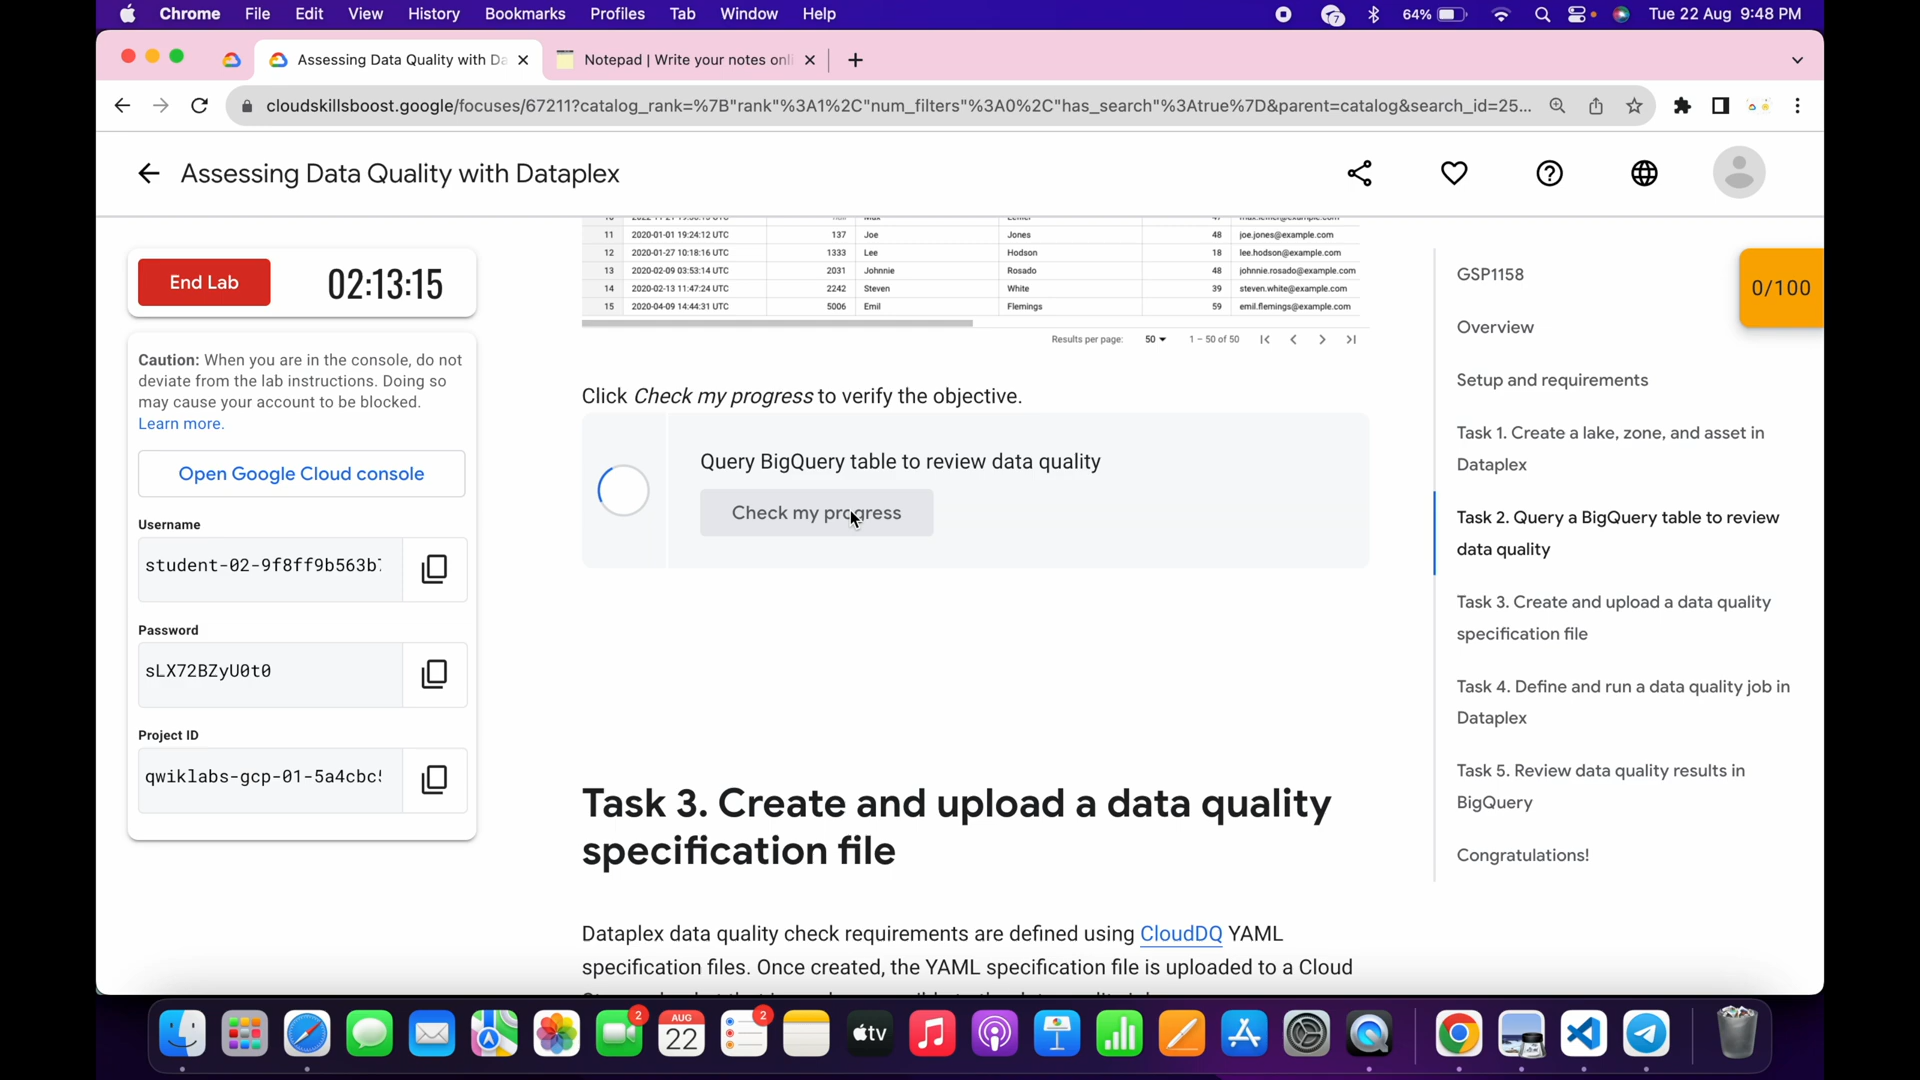 Chrome File Edit View History Bookmarks Profiles Tab Window Help
7
64%
Tue 22 Aug 9:48 PM
Assessing Data Quality with Da
Notepad | Write your notes onli
cloudskillsboost.google/focuses/67211?catalog_rank=%7B"rank"%3A1%2C"num_filters"%3A0%2C"has_search"%3Atrue%7D&parent=catalog&search_id=25...
Assessing Data Quality with Dataplex
End Lab
02:13:15
Caution: When you are in the console, do not
deviate from the lab instructions. Doing so
may cause your account to be blocked.
Learn more.
Open Google Cloud console
Username
student-02-9f8ff9b563b
Password
sLX72BZyU0t0
Project ID
qwiklabs-gcp-01-5a4cbc
11 2020-01-01 19:24:12 UTC 137 Joe Jones 48 joe.jones@example.com
12 2020-01-27 10:18:16 UTC 1333 Lee Hodson 18 lee.hodson@example.com
13 2020-02-09 03:53:14 UTC 2031 Johnnie Rosado 48 johnnie.rosado@example.com
14 2020-02-13 11:47:24 UTC 2242 Steven White 39 steven.white@example.com
15 2020-04-09 14:44:31 UTC 5006 Emil Flemings 59 emil.flemings@example.com
Results per page: 50 1 – 50 of 50
Click Check my progress to verify the objective.
Query BigQuery table to review data quality
Check my progress
Task 3. Create and upload a data quality
specification file
Dataplex data quality check requirements are defined using CloudDQ YAML
specification files. Once created, the YAML specification file is uploaded to a Cloud
GSP1158
Overview
Setup and requirements
Task 1. Create a lake, zone, and asset in
Dataplex
Task 2. Query a BigQuery table to review
data quality
Task 3. Create and upload a data quality
specification file
Task 4. Define and run a data quality job in
Dataplex
Task 5. Review data quality results in
BigQuery
Congratulations!
0/100
2
AUG
22
2
tv